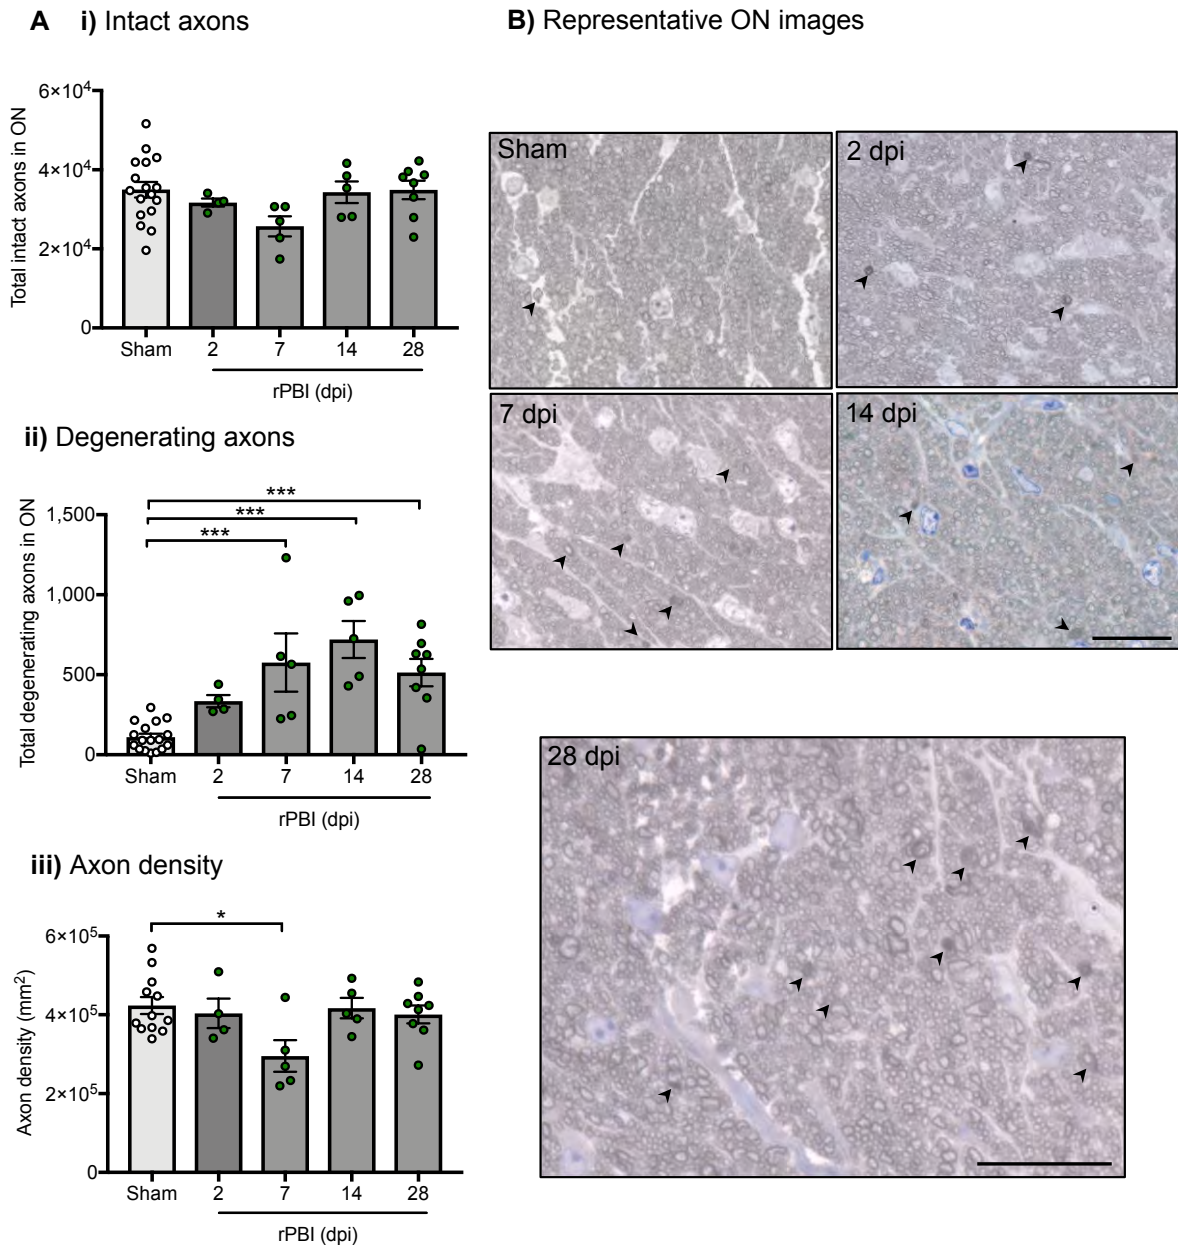 A i) Intact axons
6×10⁴
4×10⁴
2×10⁴
0
Total intact axons in ON
Sham 2 7 14 28
rPBI (dpi)
ii) Degenerating axons
***
***
***
1,500
1,000
500
0
Total degenerating axons in ON
Sham 2 7 14 28
rPBI (dpi)
iii) Axon density
*
6×10⁵
4×10⁵
2×10⁵
0
Axon density (mm²)
Sham 2 7 14 28
rPBI (dpi)
B) Representative ON images
Sham
2 dpi
7 dpi
14 dpi
28 dpi